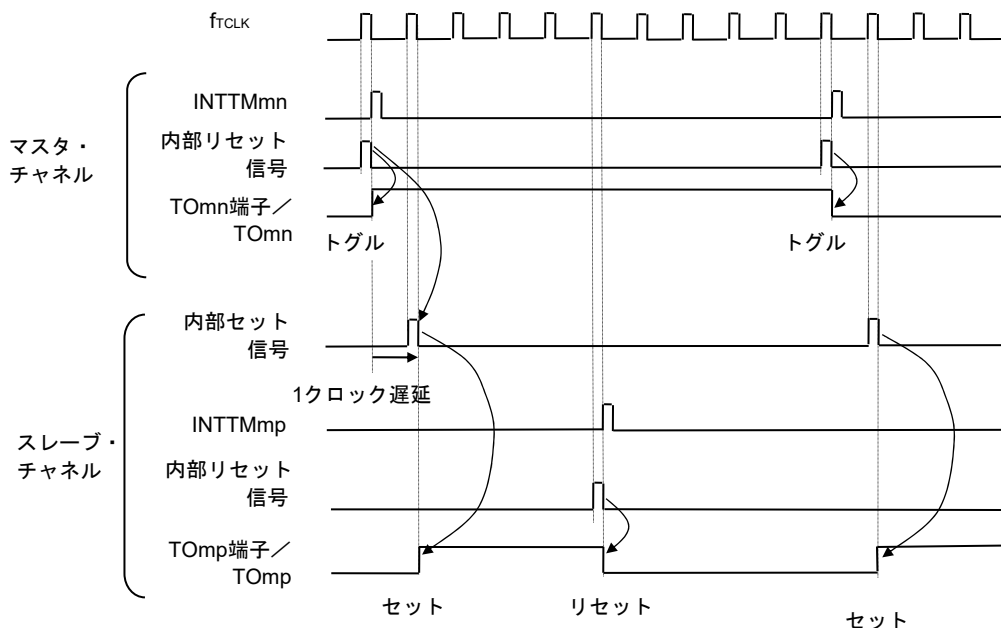 fTCLK
マスタ・
チャネル
INTTMmn
内部リセット
信号
TOmn端子／
TOmn
トグル
トグル
スレーブ・
チャネル
内部セット
信号
1クロック遅延
INTTMmp
内部リセット
信号
TOmp端子／
TOmp
セット
リセット
セット